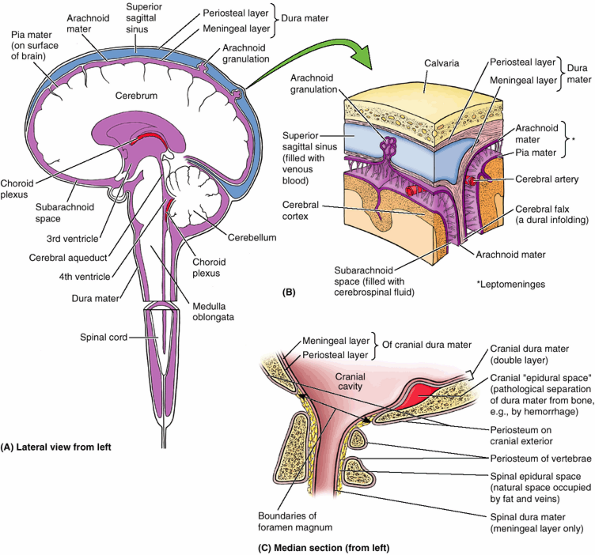 Superior
sagittal
sinus
Periosteal layer
Meningeal layer
Dura mater
Arachnoid
mater
Pia mater
(on surface
of brain)
Arachnoid
granulation
Cerebrum
Choroid
plexus
Subarachnoid
space
3rd ventricle
Cerebral aqueduct
4th ventricle
Dura mater
Cerebellum
Choroid
plexus
Medulla
oblongata
Spinal cord
(A) Lateral view from left
Calvaria
Periosteal layer
Meningeal layer
Dura
mater
Arachnoid
granulation
Arachnoid
mater
Pia mater
*
Superior
sagittal sinus
(filled with
venous
blood)
Cerebral artery
Cerebral
cortex
Cerebral falx
(a dural infolding)
Arachnoid mater
Subarachnoid
space (filled with
cerebrospinal fluid)
*Leptomeninges
(B)
Meningeal layer
Periosteal layer
Of cranial dura mater
Cranial
cavity
Cranial dura mater
(double layer)
Cranial "epidural space"
(pathological separation
of dura mater from bone,
e.g., by hemorrhage)
Periosteum on
cranial exterior
Periosteum of vertebrae
Spinal epidural space
(natural space occupied
by fat and veins)
Spinal dura mater
(meningeal layer only)
Boundaries of
foramen magnum
(C) Median section (from left)